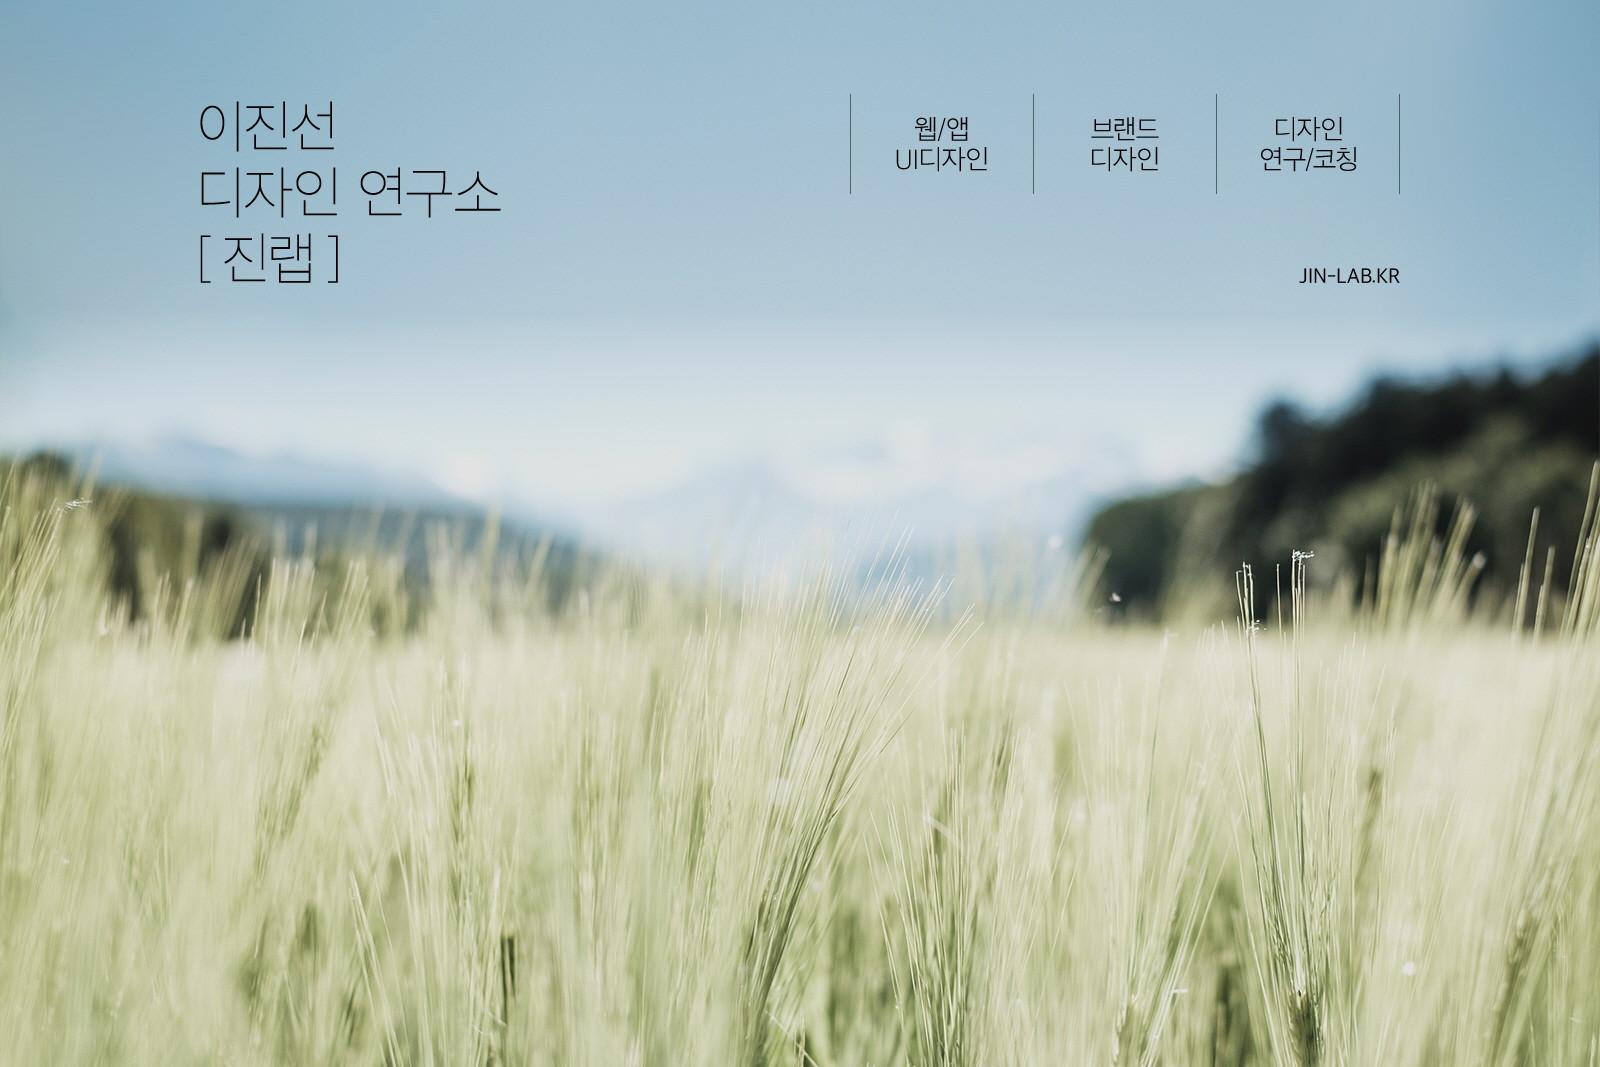 이진선
디자인 연구소
[ 진랩 ]
웹/앱
UI디자인
브랜드
디자인
디자인
연구/코칭
JIN-LAB.KR